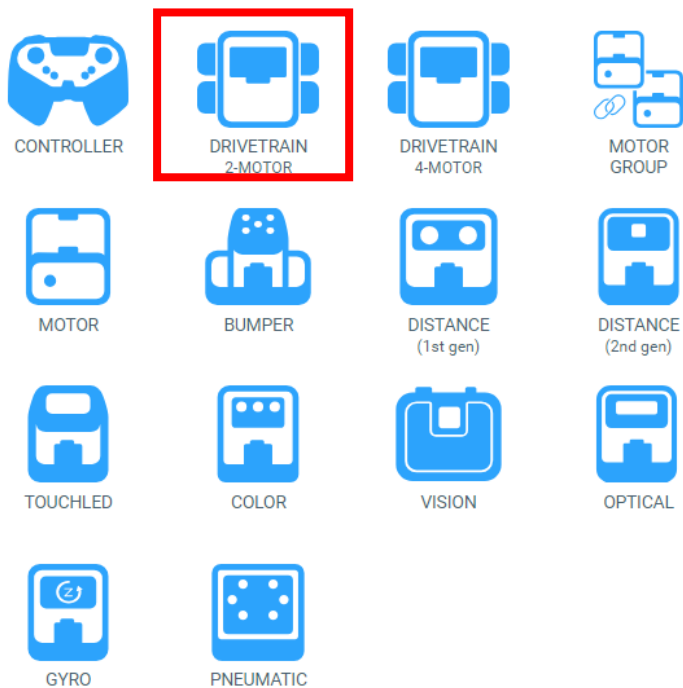 CONTROLLER
DRIVETRAIN
2-MOTOR
DRIVETRAIN
4-MOTOR
MOTOR
GROUP
MOTOR
BUMPER
DISTANCE
(1st gen)
DISTANCE
(2nd gen)
TOUCHLED
COLOR
VISION
OPTICAL
Z
GYRO
PNEUMATIC